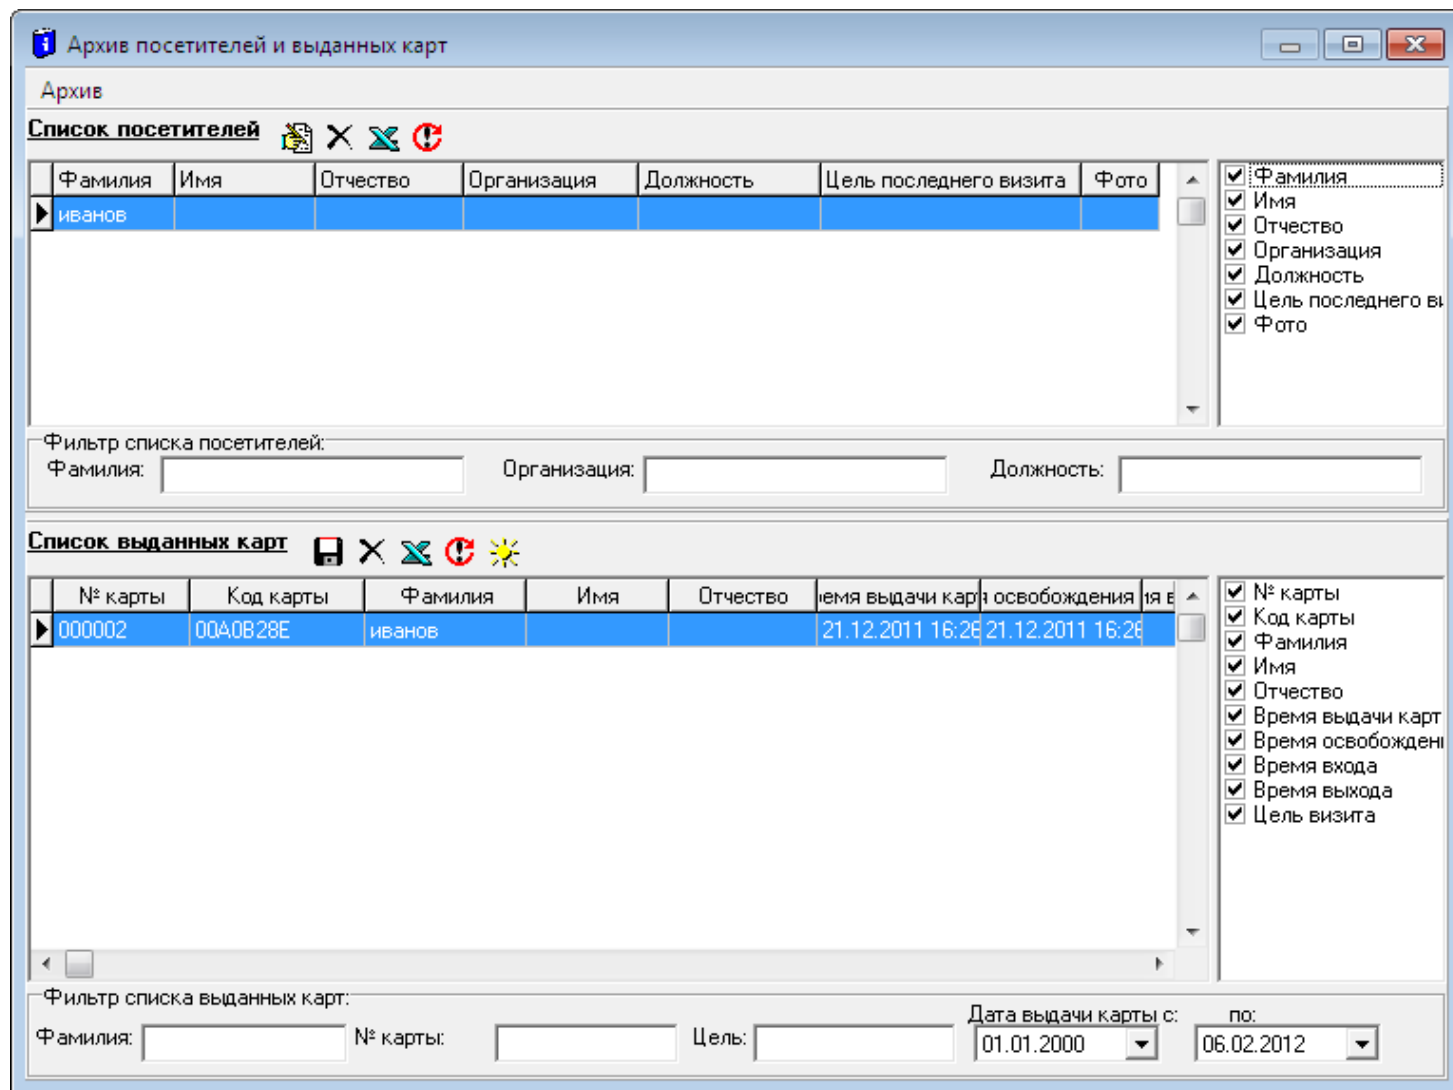 Архив посетителей и выданных карт
Архив
Список посетителей
Фамилия Имя Отчество Организация Должность Цель последнего визита Фото
иванов
Фамилия
Имя
Отчество
Организация
Должность
Цель последнего ви
Фото
Фильтр списка посетителей:
Фамилия: Организация: Должность:
Список выданных карт
№ карты Код карты Фамилия Имя Отчество емя выдачи кар освобождения
000002 00A0B28E иванов 21.12.2011 16:26 21.12.2011 16:26
№ карты
Код карты
Фамилия
Имя
Отчество
Время выдачи карт
Время освобождени
Время входа
Время выхода
Цель визита
Фильтр списка выданных карт:
Дата выдачи карты с: по:
Фамилия: № карты: Цель: 01.01.2000 06.02.2012